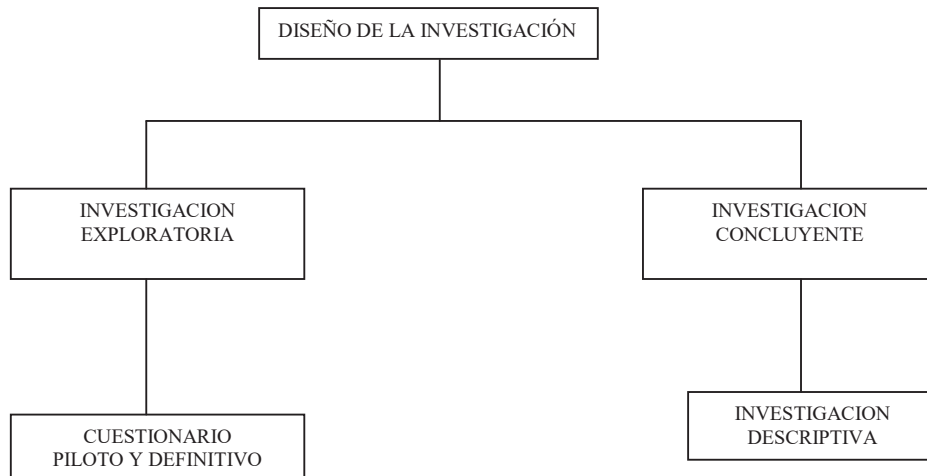 DISEÑO DE LA INVESTIGACIÓN
INVESTIGACION
EXPLORATORIA
INVESTIGACION
CONCLUYENTE
CUESTIONARIO
PILOTO Y DEFINITIVO
INVESTIGACION
DESCRIPTIVA